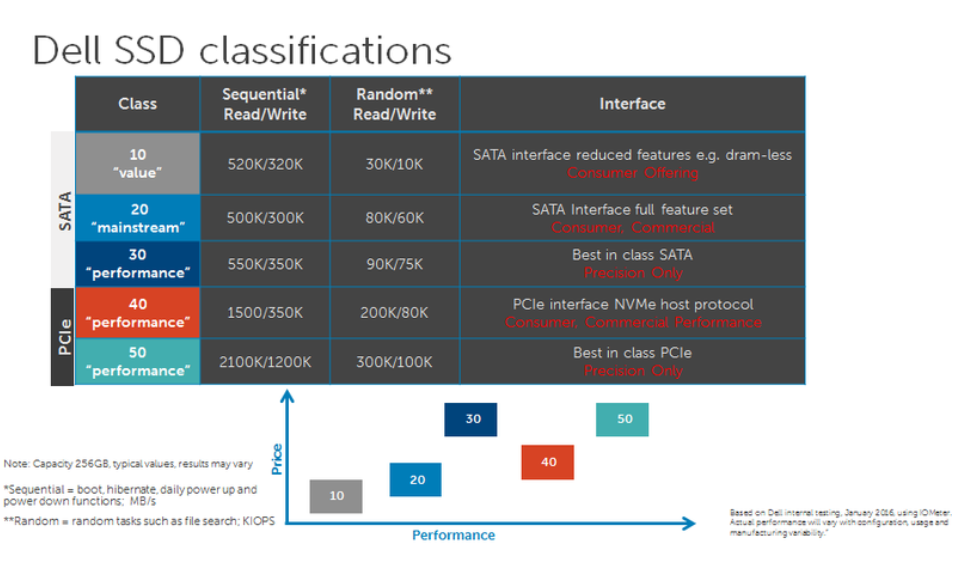 Dell SSD classifications
Class
Sequential*
Read/Write
Random**
Read/Write
Interface
SATA
10
“value”
520K/320K
30K/10K
SATA interface reduced features e.g. dram-less
Consumer Offering
20
“mainstream”
500K/300K
80K/60K
SATA Interface full feature set
Consumer, Commercial
30
“performance”
550K/350K
90K/75K
Best in class SATA
Precision Only
PCIe
40
“performance”
1500/350K
200K/80K
PCIe interface NVMe host protocol
Consumer, Commercial Performance
50
“performance”
2100K/1200K
300K/100K
Best in class PCIe
Precision Only
Price
30
50
40
20
10
Performance
Note: Capacity 256GB, typical values, results may vary
*Sequential = boot, hibernate, daily power up and
power down functions; MB/s
**Random = random tasks such as file search; KIOPS
Based on Dell internal testing, January 2016, using IOMeter.
Actual performance will vary with configuration, usage and
manufacturing variability.”